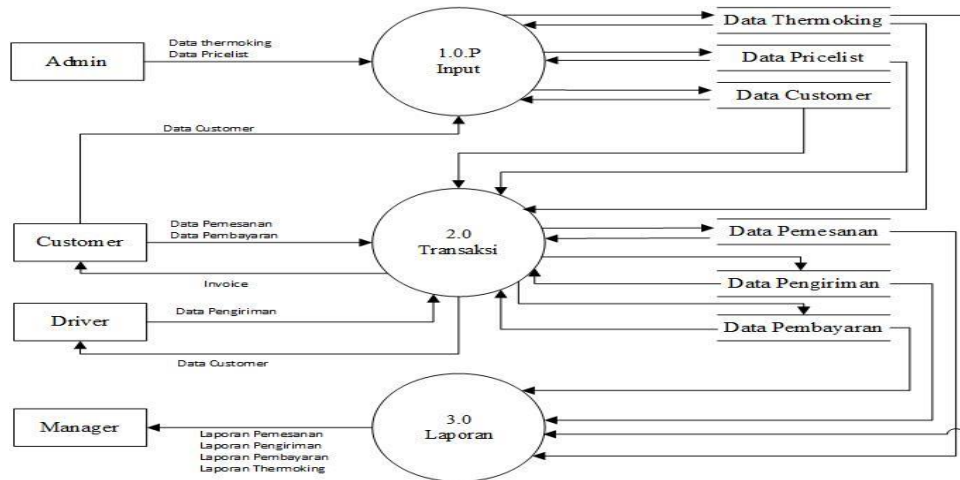 Data Thermoking
Data thermoking
Data Pricelist
Admin
1.0.P
Input
Data Pricelist
Data Customer
Data Customer
Customer
Data Pemesanan
Data Pembayaran
2.0
Transaksi
Data Pemesanan
Invoice
Data Pengiriman
Driver
Data Pengiriman
Data Pembayaran
Data Customer
Manager
3.0
Laporan
Laporan Pemesanan
Laporan Pengiriman
Laporan Pembayaran
Laporan Thermoking